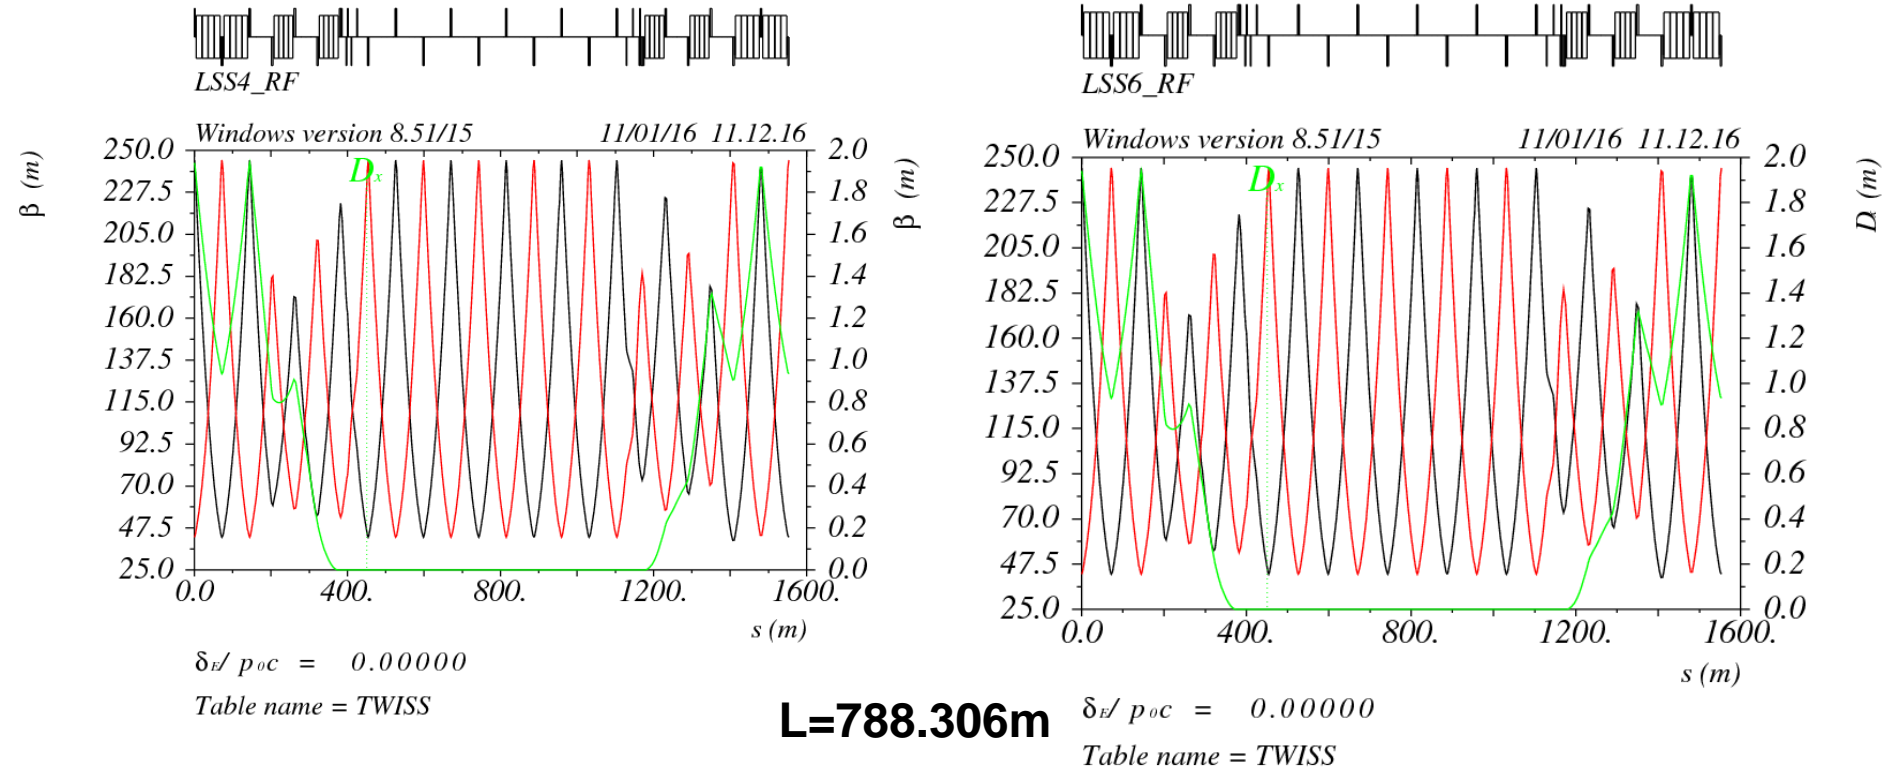 LSS4_RF
Windows version 8.51/15 11/01/16 11.12.16
β (m)
250.0
227.5
205.0
182.5
160.0
137.5
115.0
92.5
70.0
47.5
25.0
Dx
2.0
1.8
1.6
1.4
1.2
1.0
0.8
0.6
0.4
0.2
0.0
β (m)
0.0 400. 800. 1200. 1600.
s (m)
δE/ p0c = 0.00000
Table name = TWISS
L=788.306m
LSS6_RF
Windows version 8.51/15 11/01/16 11.12.16
250.0
227.5
205.0
182.5
160.0
137.5
115.0
92.5
70.0
47.5
25.0
Dx
2.0
1.8
1.6
1.4
1.2
1.0
0.8
0.6
0.4
0.2
0.0
D (m)
0.0 400. 800. 1200. 1600.
s (m)
δE/ p0c = 0.00000
Table name = TWISS